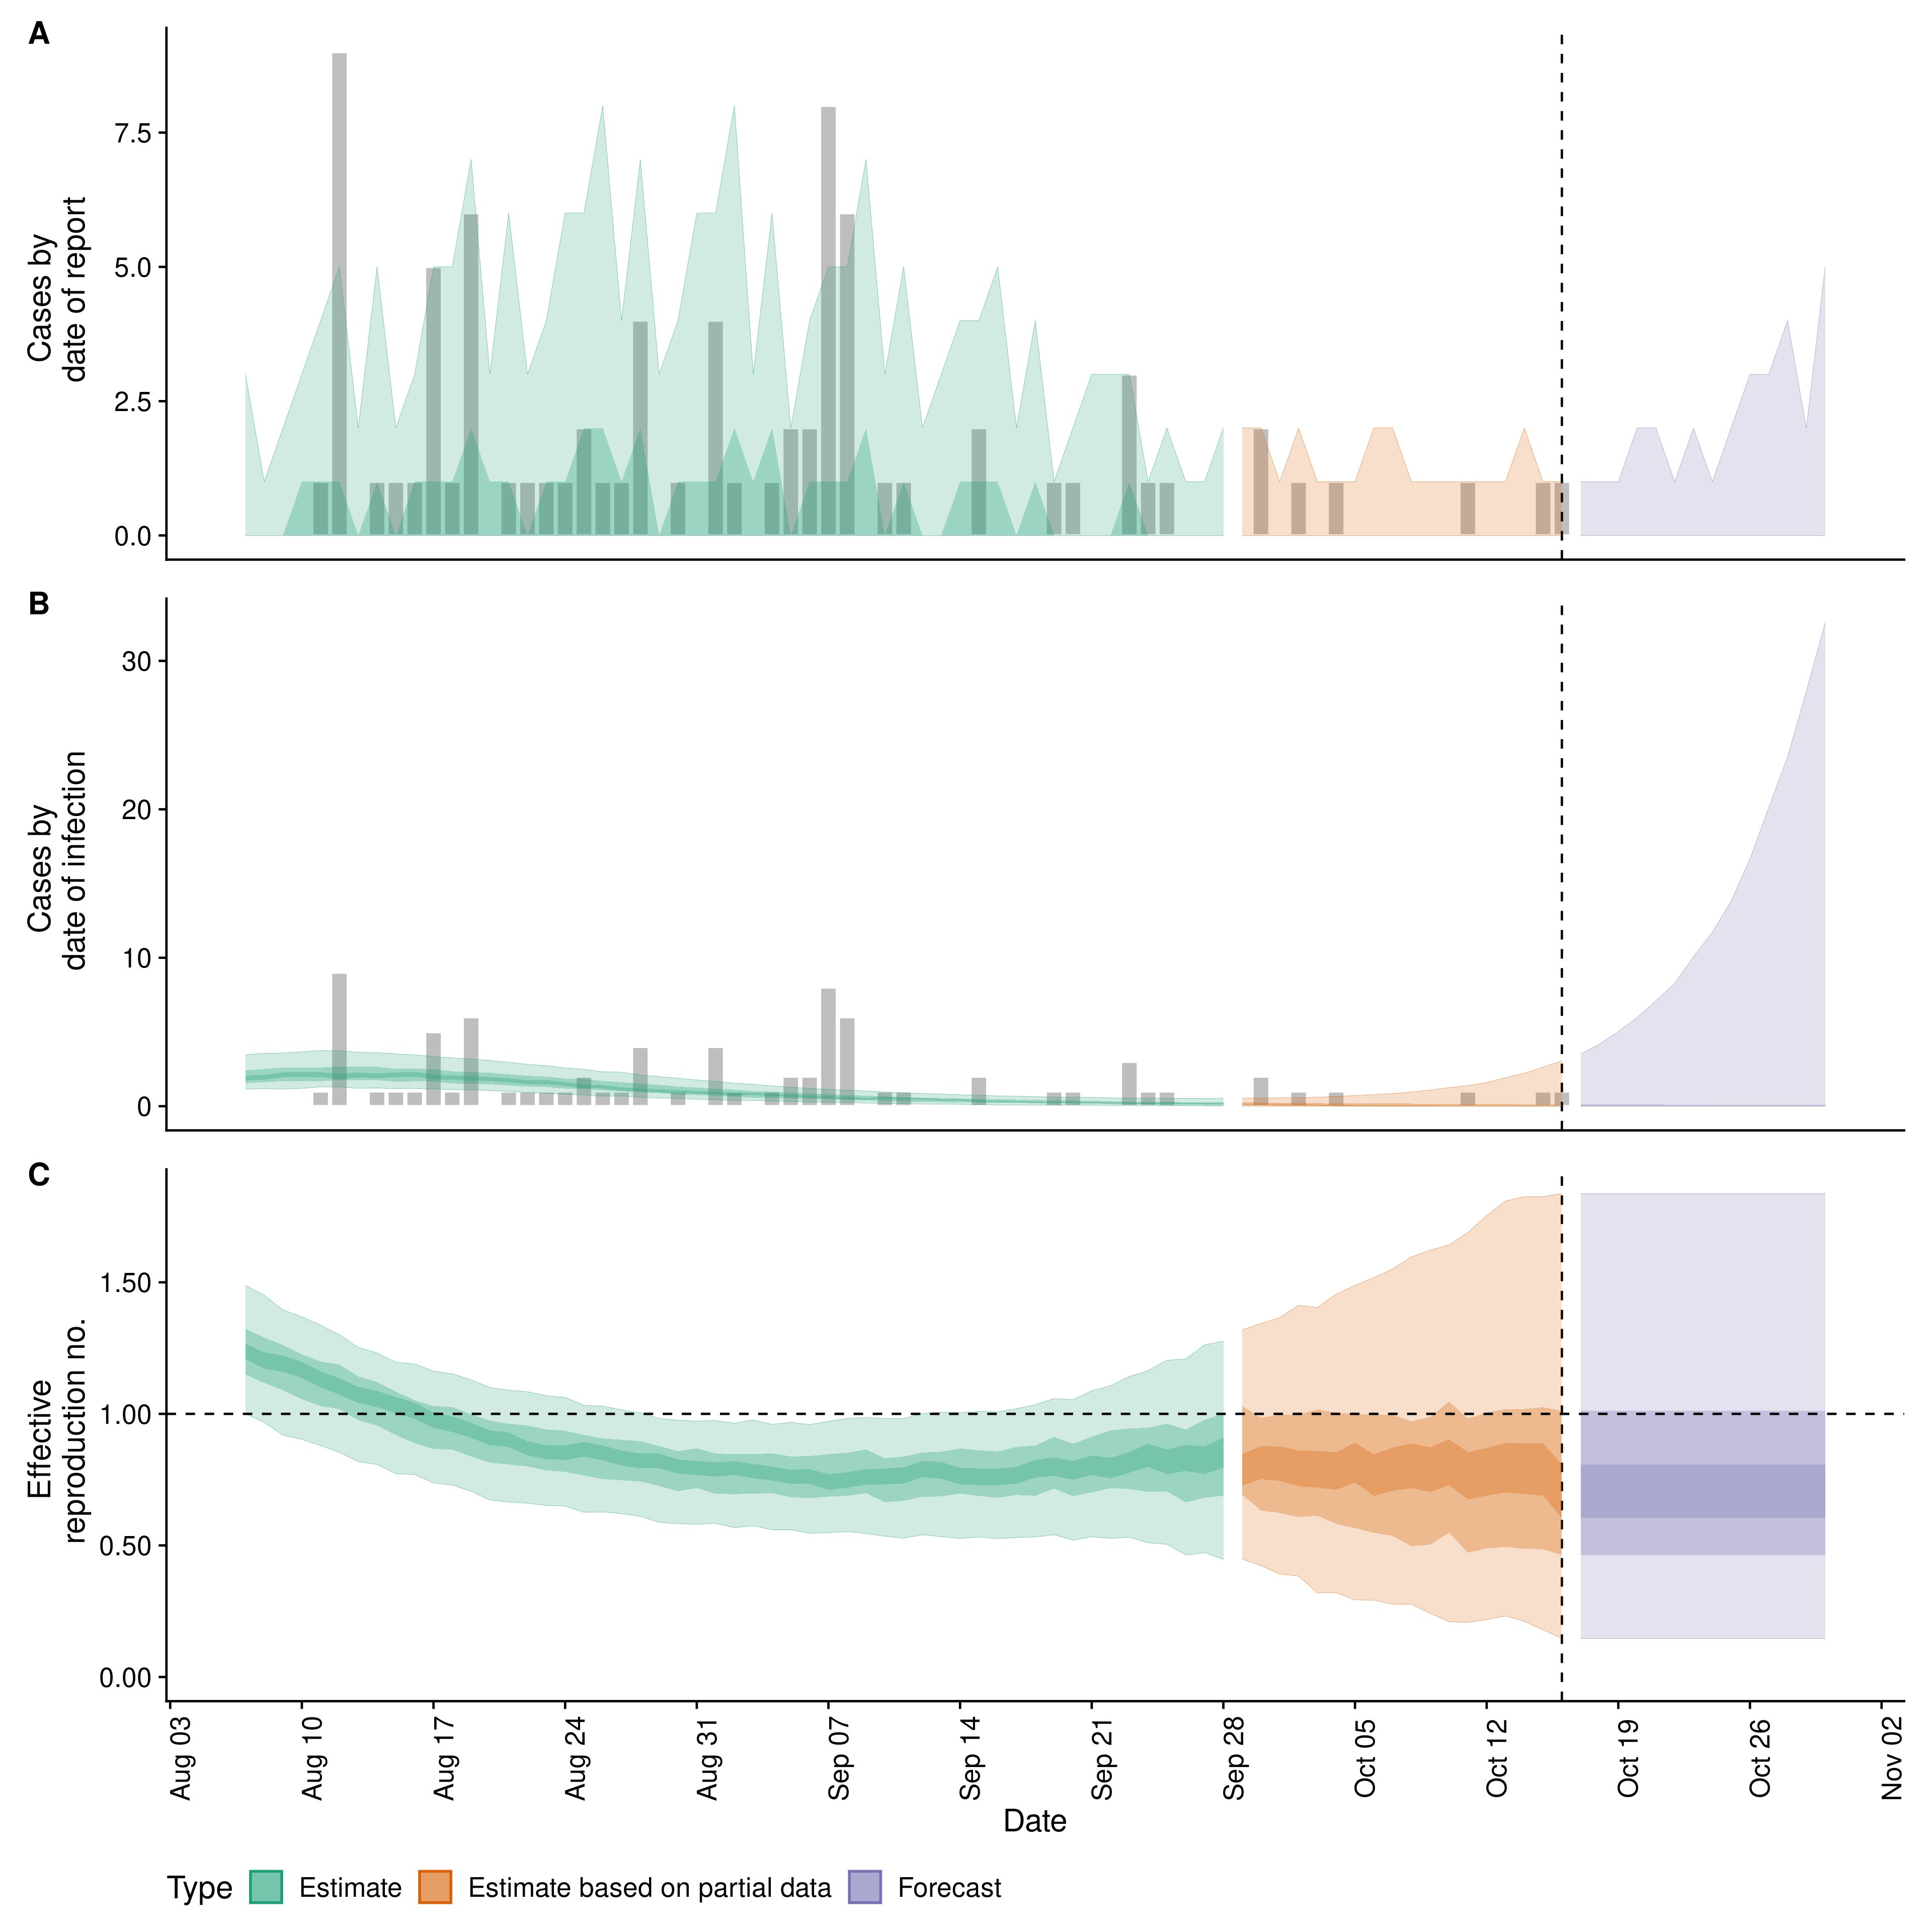 A
Cases by
date of report
7.5
5.0
2.5
0.0
B
Cases by
date of infection
30
20
10
0
C
Effective
reproduction no.
1.50
1.00
0.50
0.00
Aug 03
Aug 10
Aug 17
Aug 24
Aug 31
Sep 07
Sep 14
Sep 21
Sep 28
Oct 05
Oct 12
Oct 19
Oct 26
Nov 02
Date
Type Estimate Estimate based on partial data Forecast